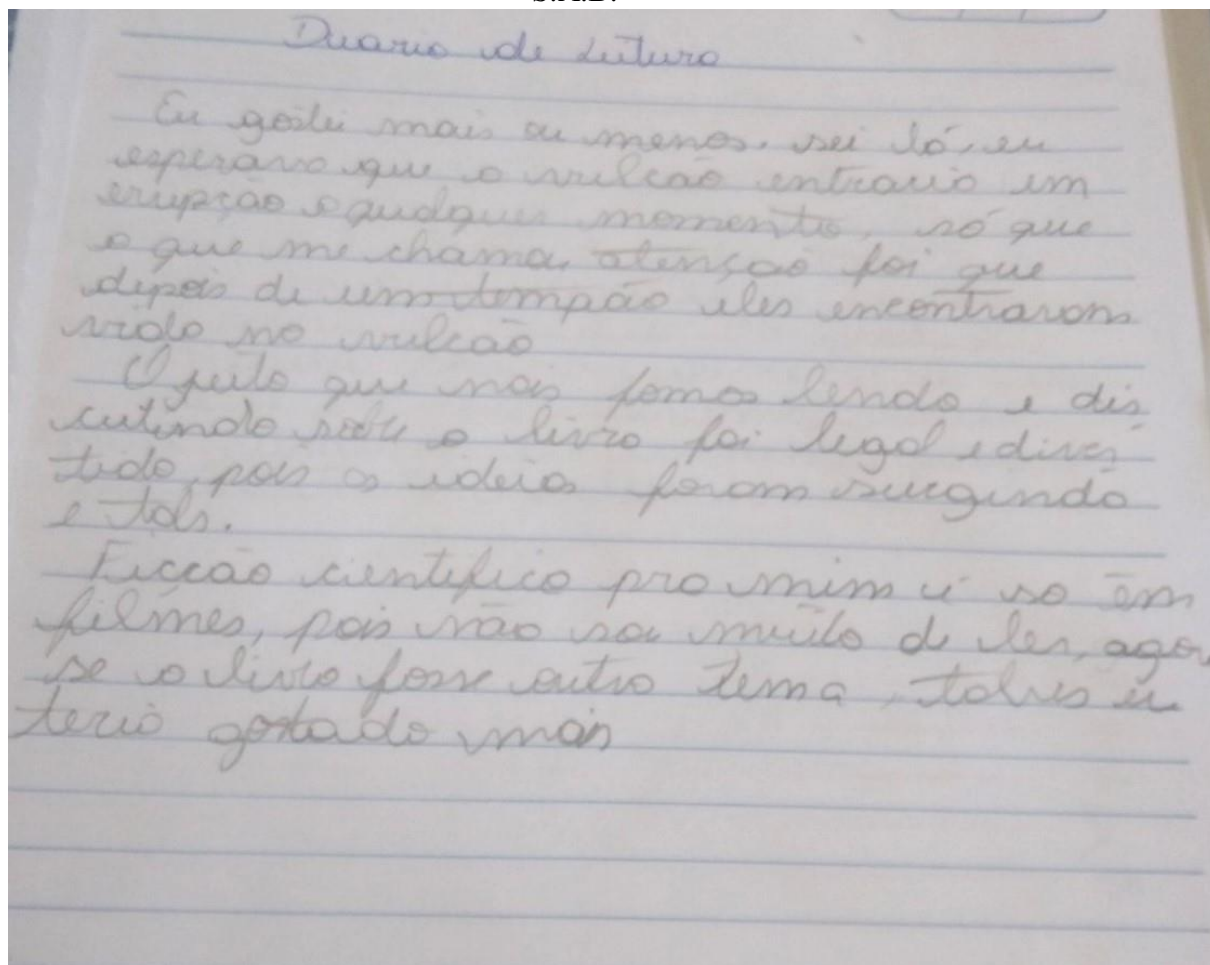 S.A.B.
Diario de Leitura
Eu gostei mais ou menos, sei lá, eu
esperava que o vulcão entraria em
erupção a qualquer momento, só que
o que me chama atenção foi que
depois de um tempão eles encontraram
vida no vulcão
O jeito que nós fomos lendo e dis
cutindo sobre o livro foi legal e diver
tido, pois as ideias foram surgindo
e tals.
Ficção cientifica pra mim é so em
filmes, pois não sou muito de ler, agor
se o livro fosse outro tema, talves eu
teria gostado mais